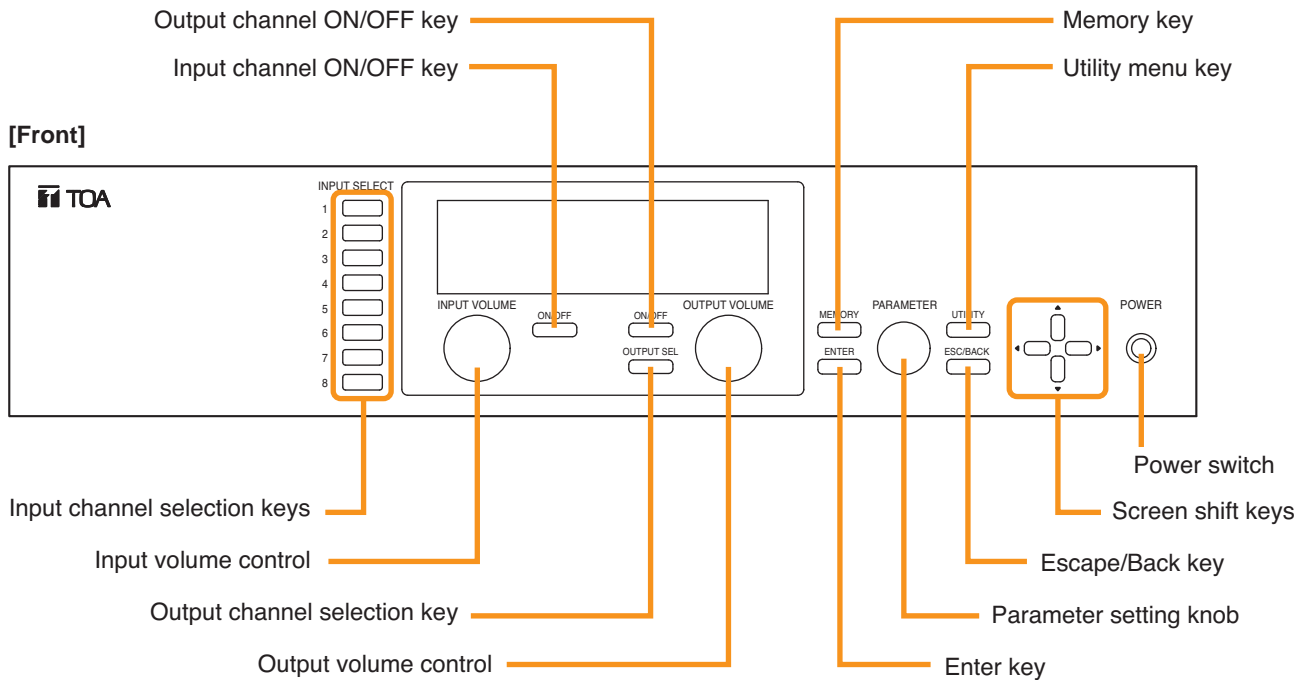 Output channel ON/OFF key
Memory key
Input channel ON/OFF key
Utility menu key
[Front]
TOA
INPUT SELECT
1
2
3
4
5
6
7
8
INPUT VOLUME
ON/OFF
ON/OFF
OUTPUT VOLUME
OUTPUT SEL
MEMORY
PARAMETER
UTILITY
ENTER
ESC/BACK
POWER
Power switch
Input channel selection keys
Screen shift keys
Input volume control
Escape/Back key
Output channel selection key
Parameter setting knob
Output volume control
Enter key